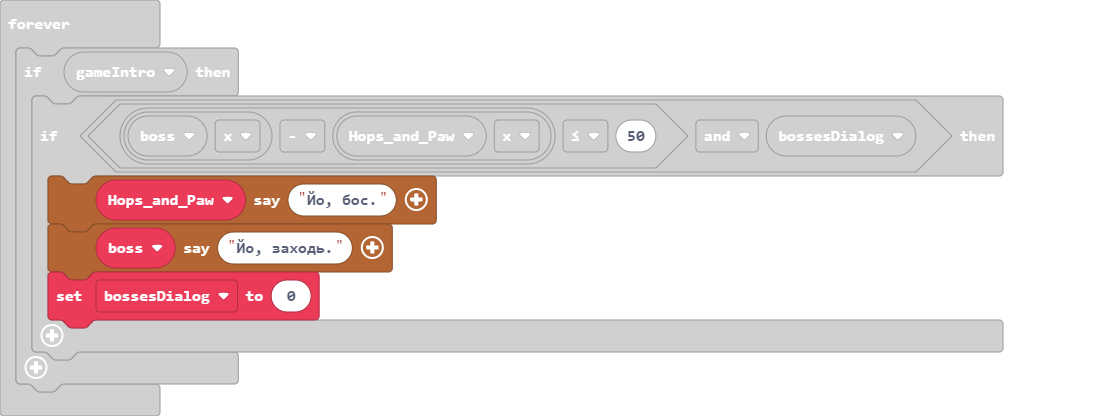 forever
if gameIntro then
if boss x - Hops_and_Paw x ≤ 50 and bossesDialog then
Hops_and_Paw say "Йо, бос."
boss say "Йо, заходь."
set bossesDialog to 0